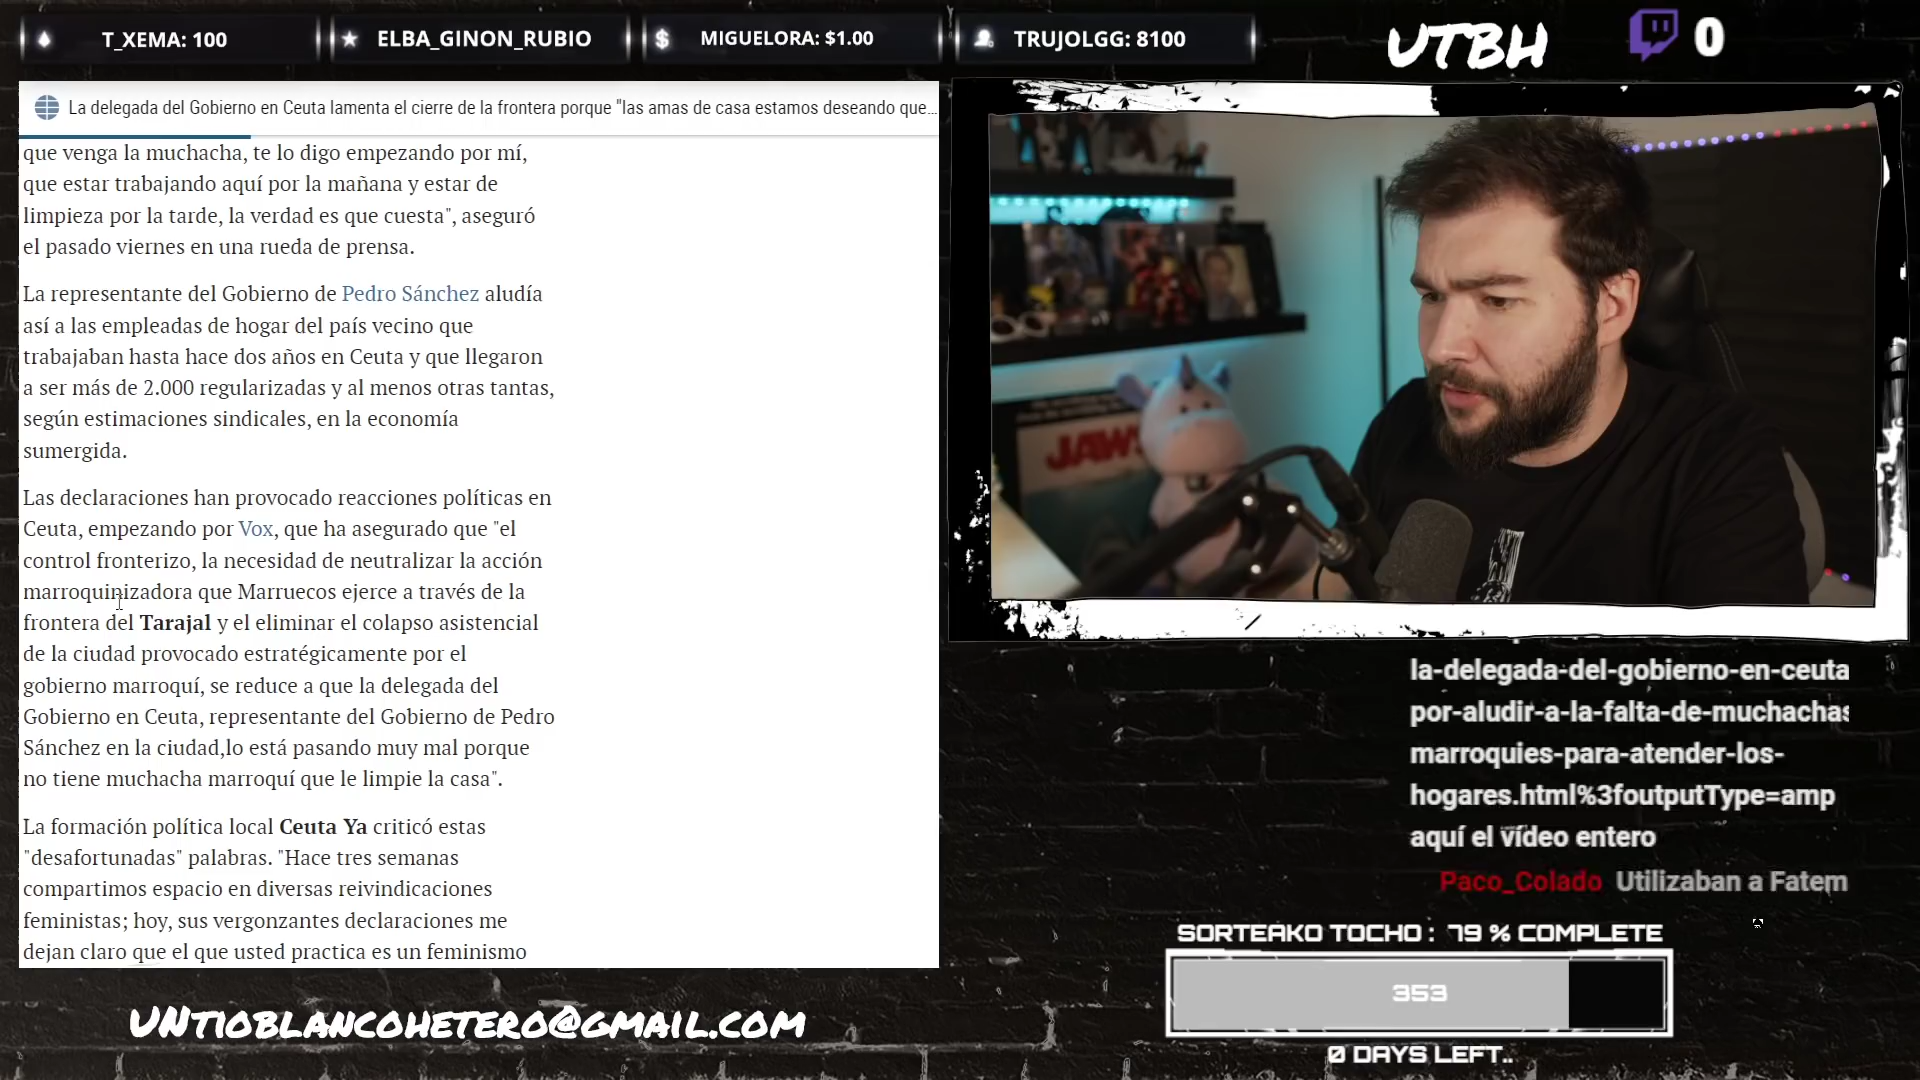 T_XEMA: 100
ELBA_GINON_RUBIO
MIGUELORA: $1.00
TRUJOLGG: 8100
UTBH
0
La delegada del Gobierno en Ceuta lamenta el cierre de la frontera porque "las amas de casa estamos deseando que...
que venga la muchacha, te lo digo empezando por mí,
que estar trabajando aquí por la mañana y estar de
limpieza por la tarde, la verdad es que cuesta", aseguró
el pasado viernes en una rueda de prensa.
La representante del Gobierno de Pedro Sánchez aludía
así a las empleadas de hogar del país vecino que
trabajaban hasta hace dos años en Ceuta y que llegaron
a ser más de 2.000 regularizadas y al menos otras tantas,
según estimaciones sindicales, en la economía
sumergida.
Las declaraciones han provocado reacciones políticas en
Ceuta, empezando por Vox, que ha asegurado que "el
control fronterizo, la necesidad de neutralizar la acción
marroquinizadora que Marruecos ejerce a través de la
frontera del Tarajal y el eliminar el colapso asistencial
de la ciudad provocado estratégicamente por el
gobierno marroquí, se reduce a que la delegada del
Gobierno en Ceuta, representante del Gobierno de Pedro
Sánchez en la ciudad,lo está pasando muy mal porque
no tiene muchacha marroquí que le limpie la casa".
La formación política local Ceuta Ya criticó estas
"desafortunadas" palabras. "Hace tres semanas
compartimos espacio en diversas reivindicaciones
feministas; hoy, sus vergonzantes declaraciones me
dejan claro que el que usted practica es un feminismo
JAWS
la-delegada-del-gobierno-en-ceuta
por-aludir-a-la-falta-de-muchachas
marroquies-para-atender-los-
hogares.html%3foutputType=amp
aquí el vídeo entero
Paco_Colado Utilizaban a Fatem
SORTEAKO TOCHO : 79 % COMPLETE
353
0 DAYS LEFT..
UNTIOBLANCOHETERO@GMAIL.COM